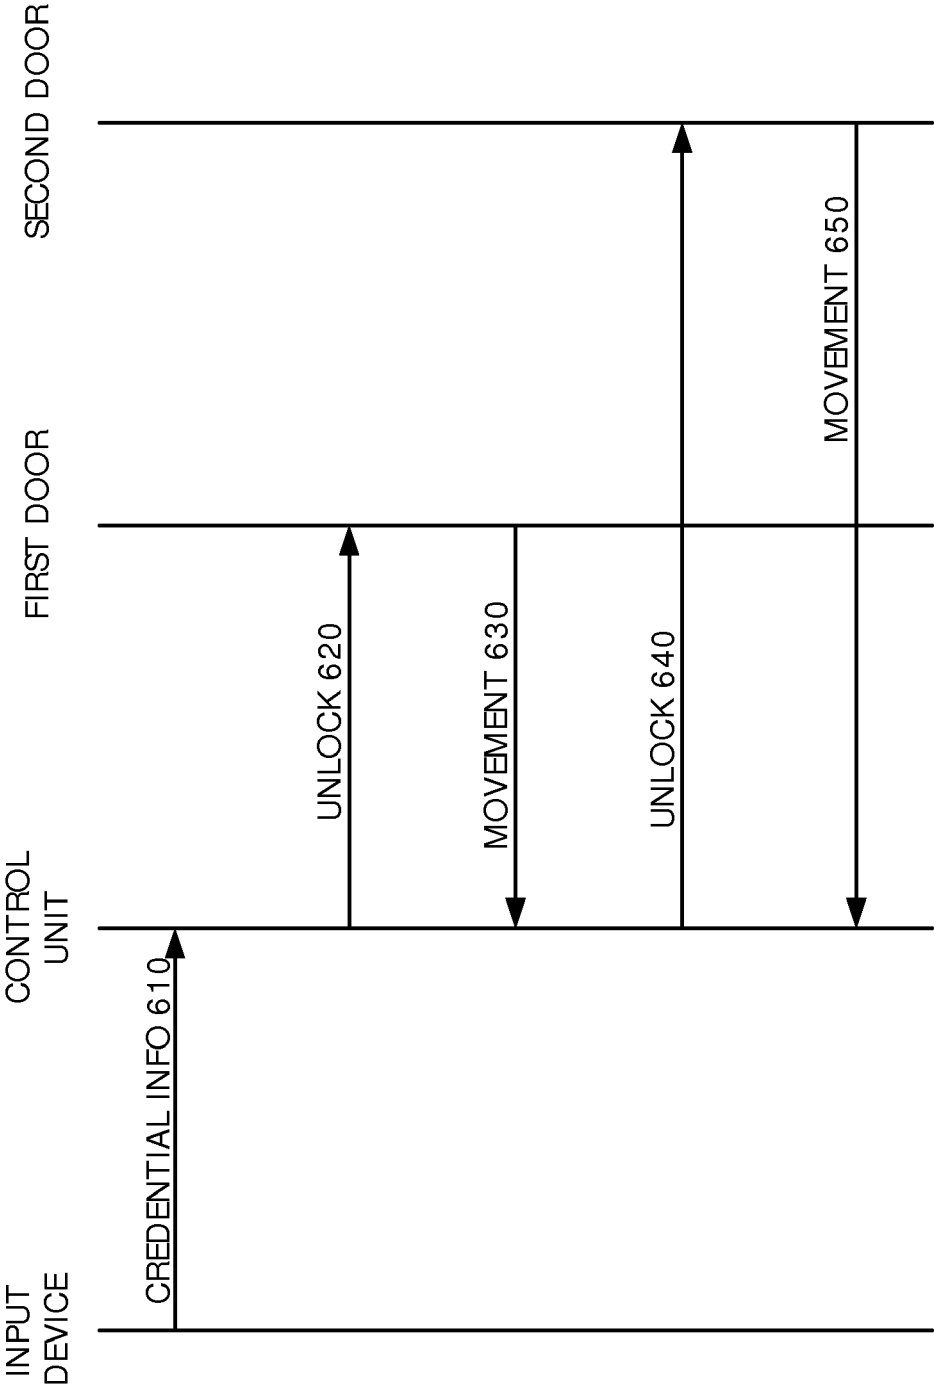 INPUT
DEVICE
CONTROL
UNIT
FIRST DOOR
SECOND DOOR
CREDENTIAL INFO 610
UNLOCK 620
MOVEMENT 630
UNLOCK 640
MOVEMENT 650